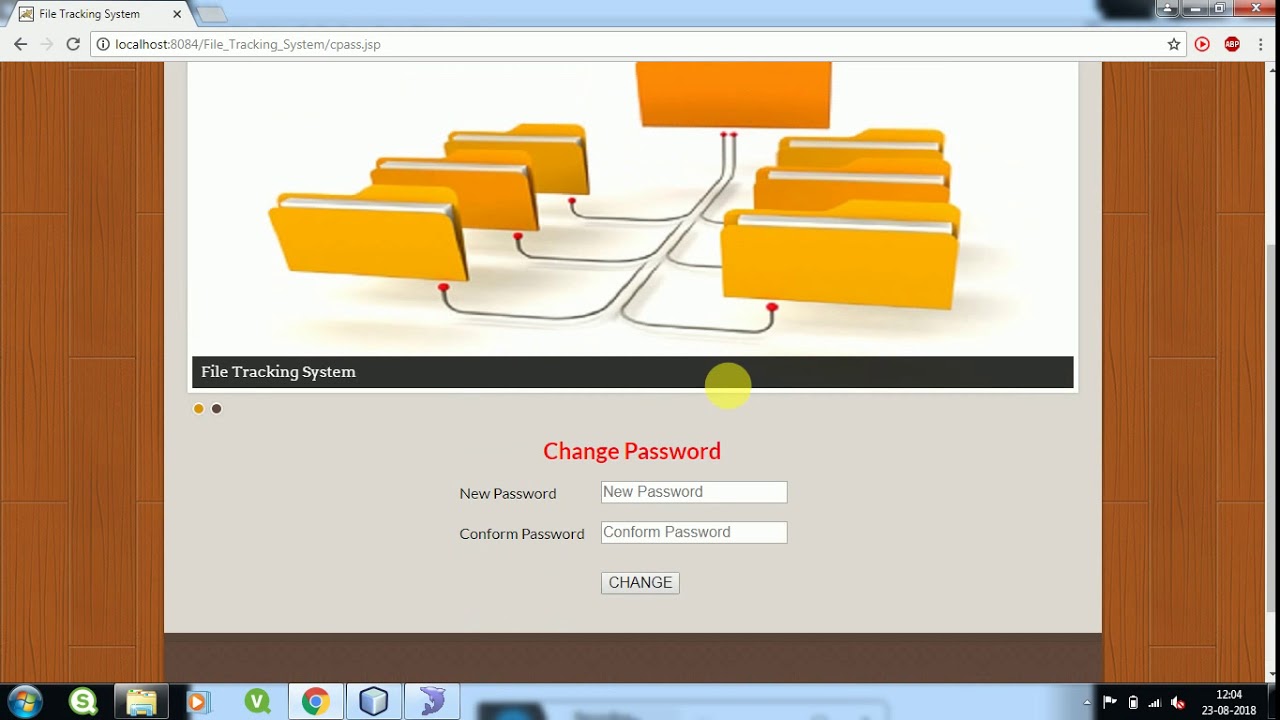 File Tracking System
localhost:8084/File_Tracking_System/cpass.jsp
ABP
File Tracking System
Change Password
New Password New Password
Conform Password Conform Password
CHANGE
S
V
12:04
23-08-2018